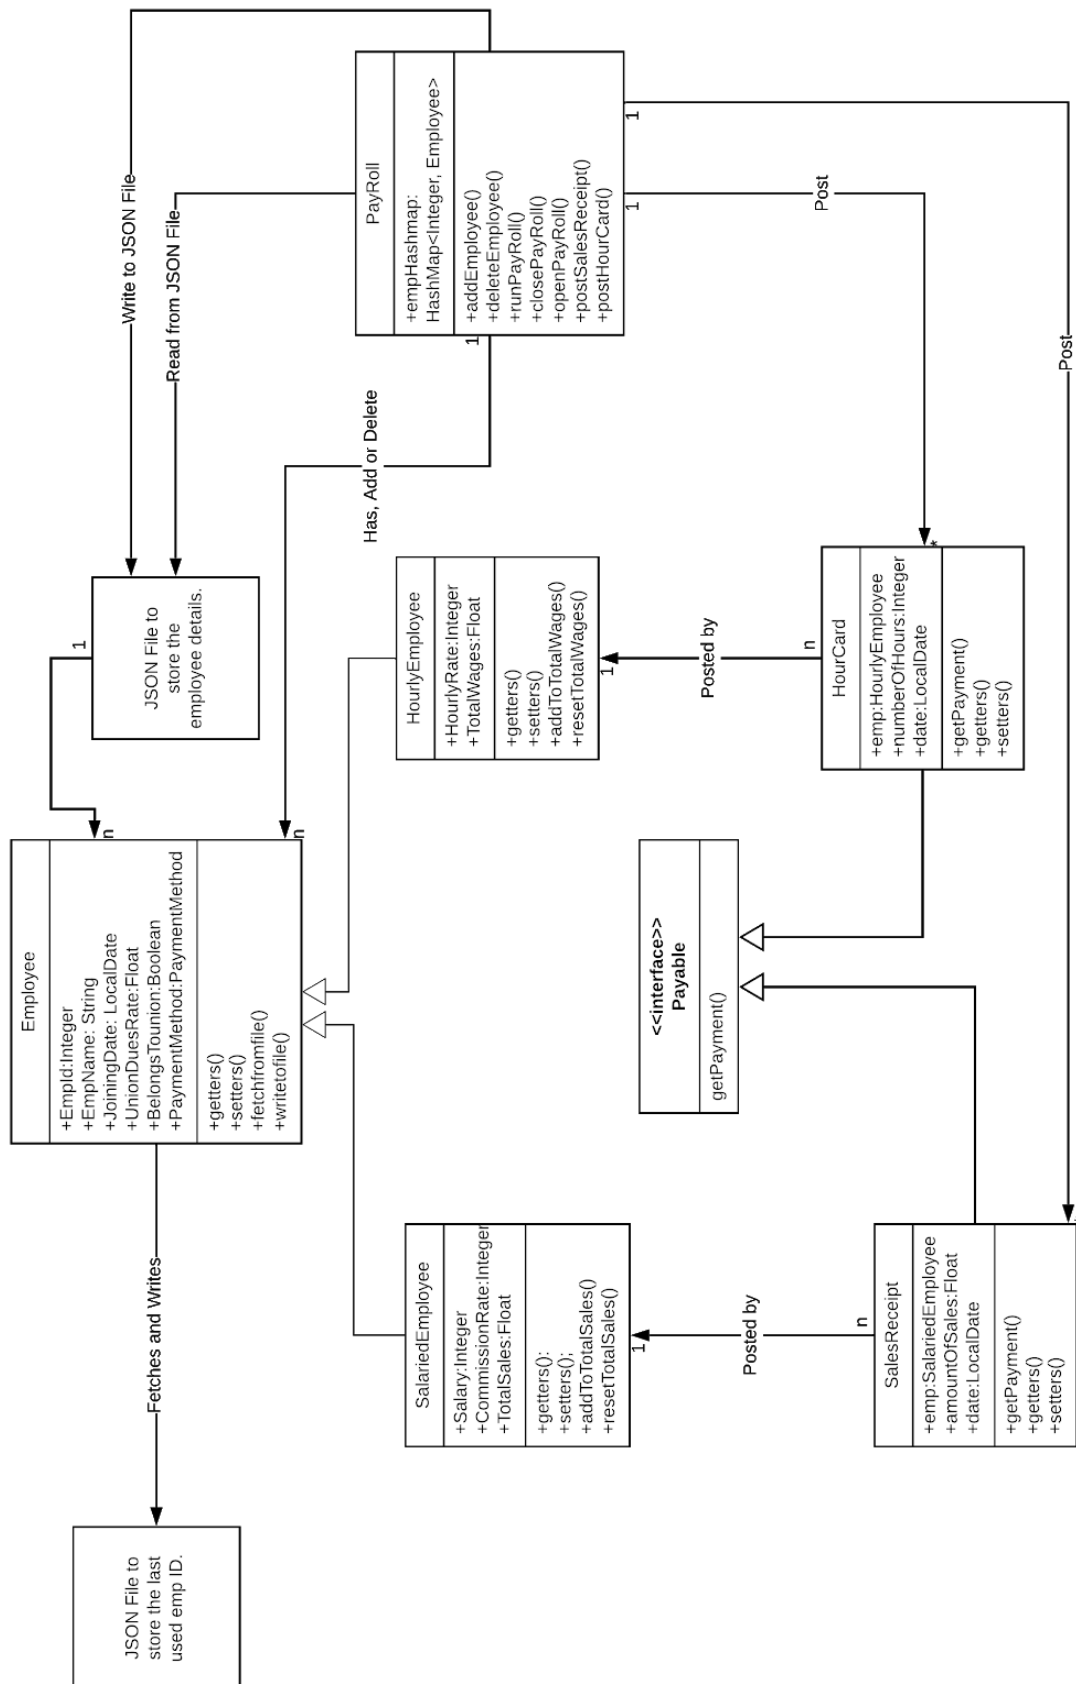 JSON File to
store the last
used emp ID.
Fetches and Writes
Employee
+EmpId:Integer
+EmpName: String
+JoiningDate: LocalDate
+UnionDuesRate:Float
+BelongsTounion:Boolean
+PaymentMethod:PaymentMethod
+getters()
+setters()
+fetchfromfile()
+writetofile()
n
n
1
JSON File to
store the
employee details.
Write to JSON File
Read from JSON File
Has, Add or Delete
PayRoll
+empHashmap:
HashMap<Integer, Employee>
+addEmployee()
+deleteEmployee()
+runPayRoll()
+closePayRoll()
+openPayRoll()
+postSalesReceipt()
+postHourCard()
1
1
1
SalariedEmployee
+Salary:Integer
+CommissionRate:Integer
+TotalSales:Float
+getters():
+setters();
+addToTotalSales()
+resetTotalSales()
1
HourlyEmployee
+HourlyRate:Integer
+TotalWages:Float
+getters()
+setters()
+addToTotalWages()
+resetTotalWages()
1
Posted by
n
Posted by
n
<<interface>>
Payable
getPayment()
Post
Post
SalesReceipt
+emp:SalariedEmployee
+amountOfSales:Float
+date:LocalDate
+getPayment()
+getters()
+setters()
HourCard
+emp:HourlyEmployee
+numberOfHours:Integer
+date:LocalDate
+getPayment()
+getters()
+setters()
*